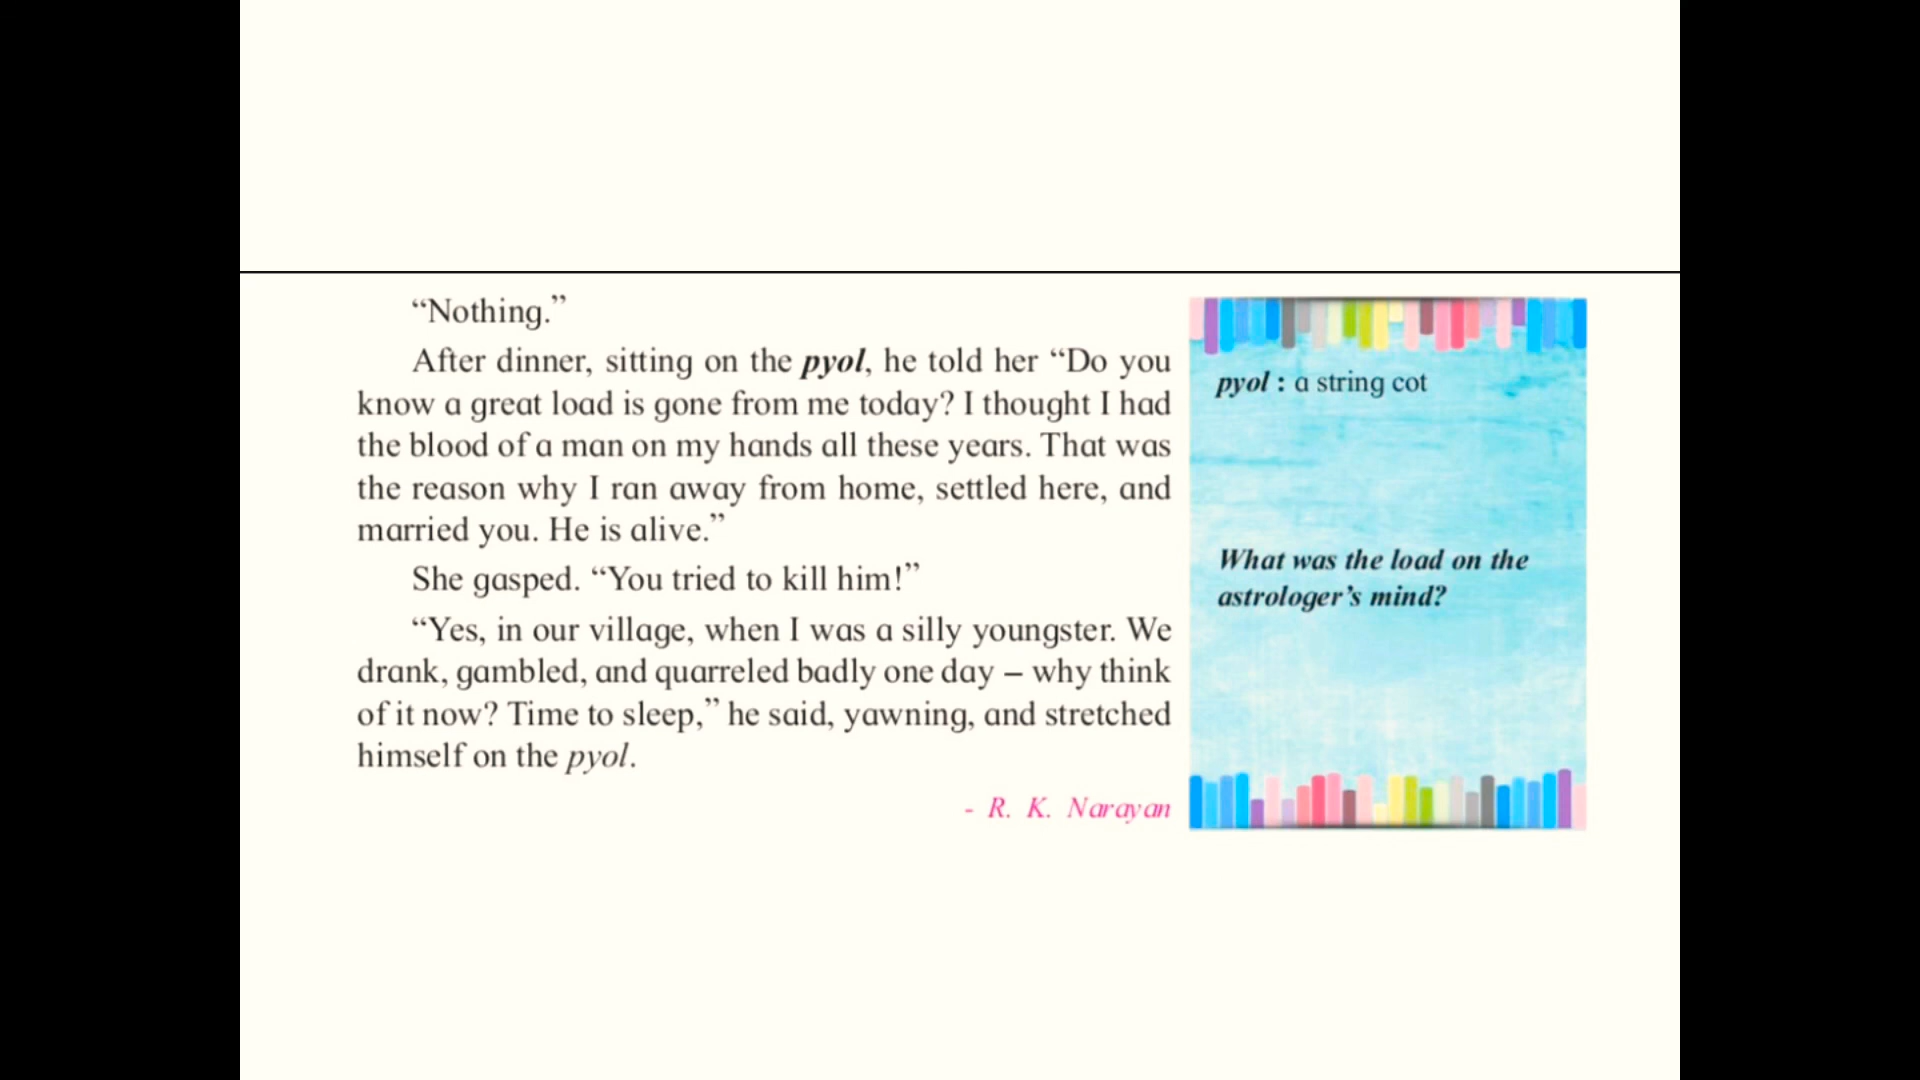 “Nothing.”
After dinner, sitting on the pyol, he told her “Do you
know a great load is gone from me today? I thought I had
the blood of a man on my hands all these years. That was
the reason why I ran away from home, settled here, and
married you. He is alive.”
She gasped. “You tried to kill him!”
“Yes, in our village, when I was a silly youngster. We
drank, gambled, and quarreled badly one day – why think
of it now? Time to sleep,” he said, yawning, and stretched
himself on the pyol.
- R. K. Narayan
pyol : a string cot
What was the load on the
astrologer’s mind?